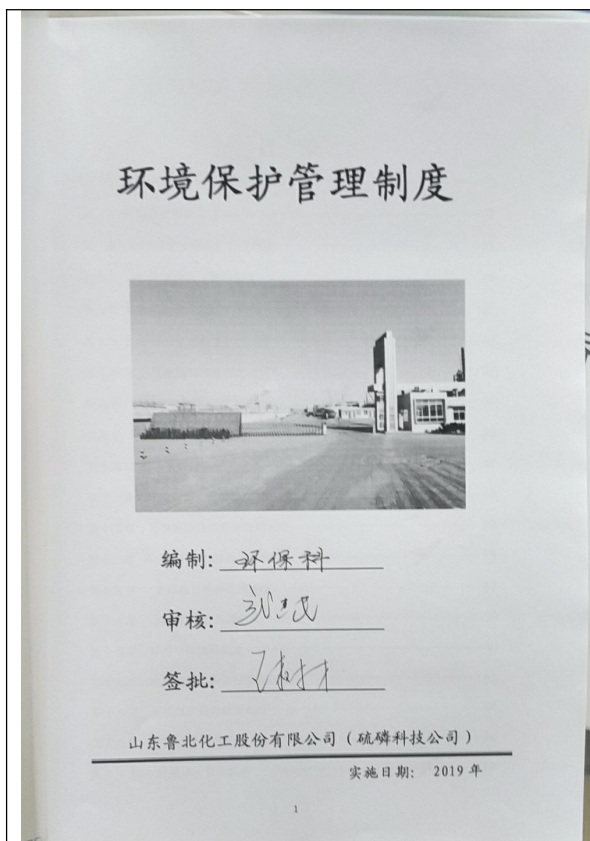 环境保护管理制度
编制: 环保科
审核:
签批:
山东鲁北化工股份有限公司(硫磷科技公司)
实施日期: 2019 年
1